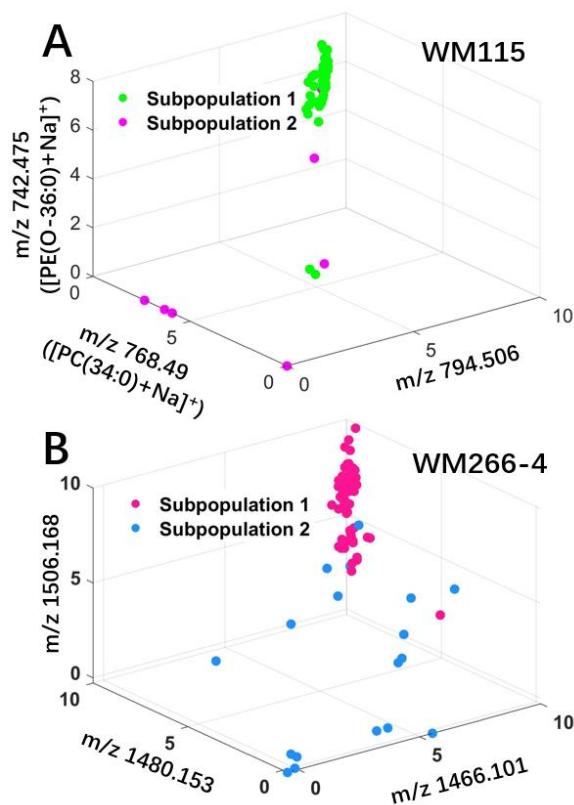 A
WM115
Subpopulation 1
Subpopulation 2
8
6
4
2
0
m/z 742.475
([PE(O-36:0)+Na]⁺)
0
5
0
m/z 768.49
([PC(34:0)+Na]⁺)
0
5
10
m/z 794.506
B
WM266-4
Subpopulation 1
Subpopulation 2
10
5
0
m/z 1506.168
10
5
0
m/z 1480.153
0
5
10
m/z 1466.101